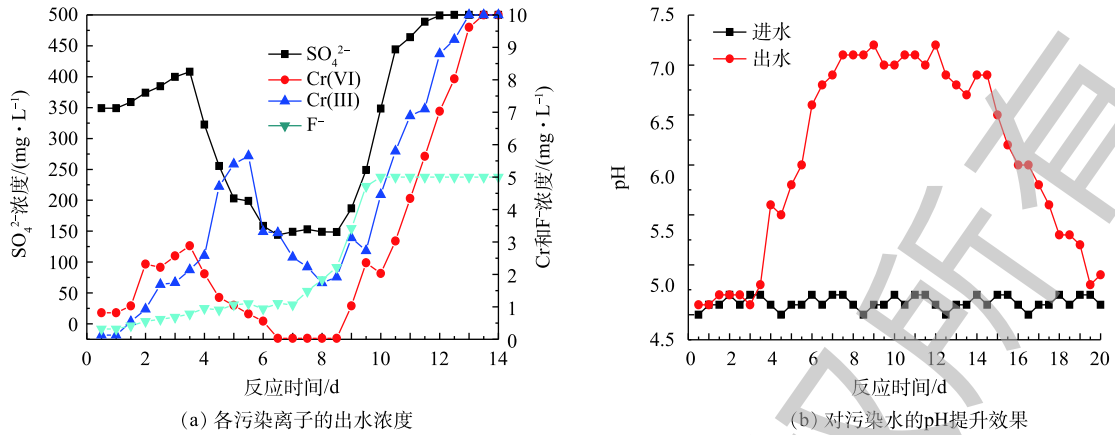 500
400
350
300
250
200
150
100
50
0
SO₄²⁻浓度/(mg·L⁻¹)
SO₄²⁻
Cr(VI)
Cr(III)
F⁻
10
9
8
7
6
5
4
3
2
1
0
Cr和F⁻浓度/(mg·L⁻¹)
0 2 4 6 8 10 12 14
反应时间/d
(a) 各污染离子的出水浓度
7.5
7.0
6.5
6.0
5.5
5.0
4.5
pH
进水
出水
0 2 4 6 8 10 12 14 16 18 20
反应时间/d
(b) 对污染水的pH提升效果
所有